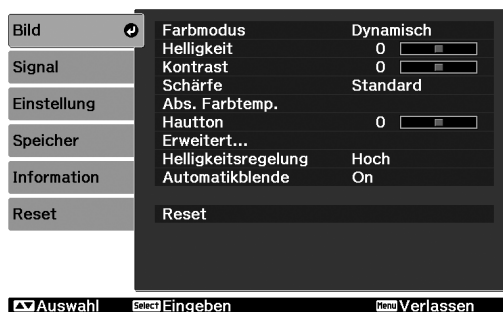 Bild
Signal
Einstellung
Speicher
Information
Reset
Farbmodus Dynamisch
Helligkeit 0
Kontrast 0
Schärfe Standard
Abs. Farbtemp.
Hautton 0
Erweitert...
Helligkeitsregelung Hoch
Automatikblende On
Reset
Auswahl Select Eingeben Menu Verlassen